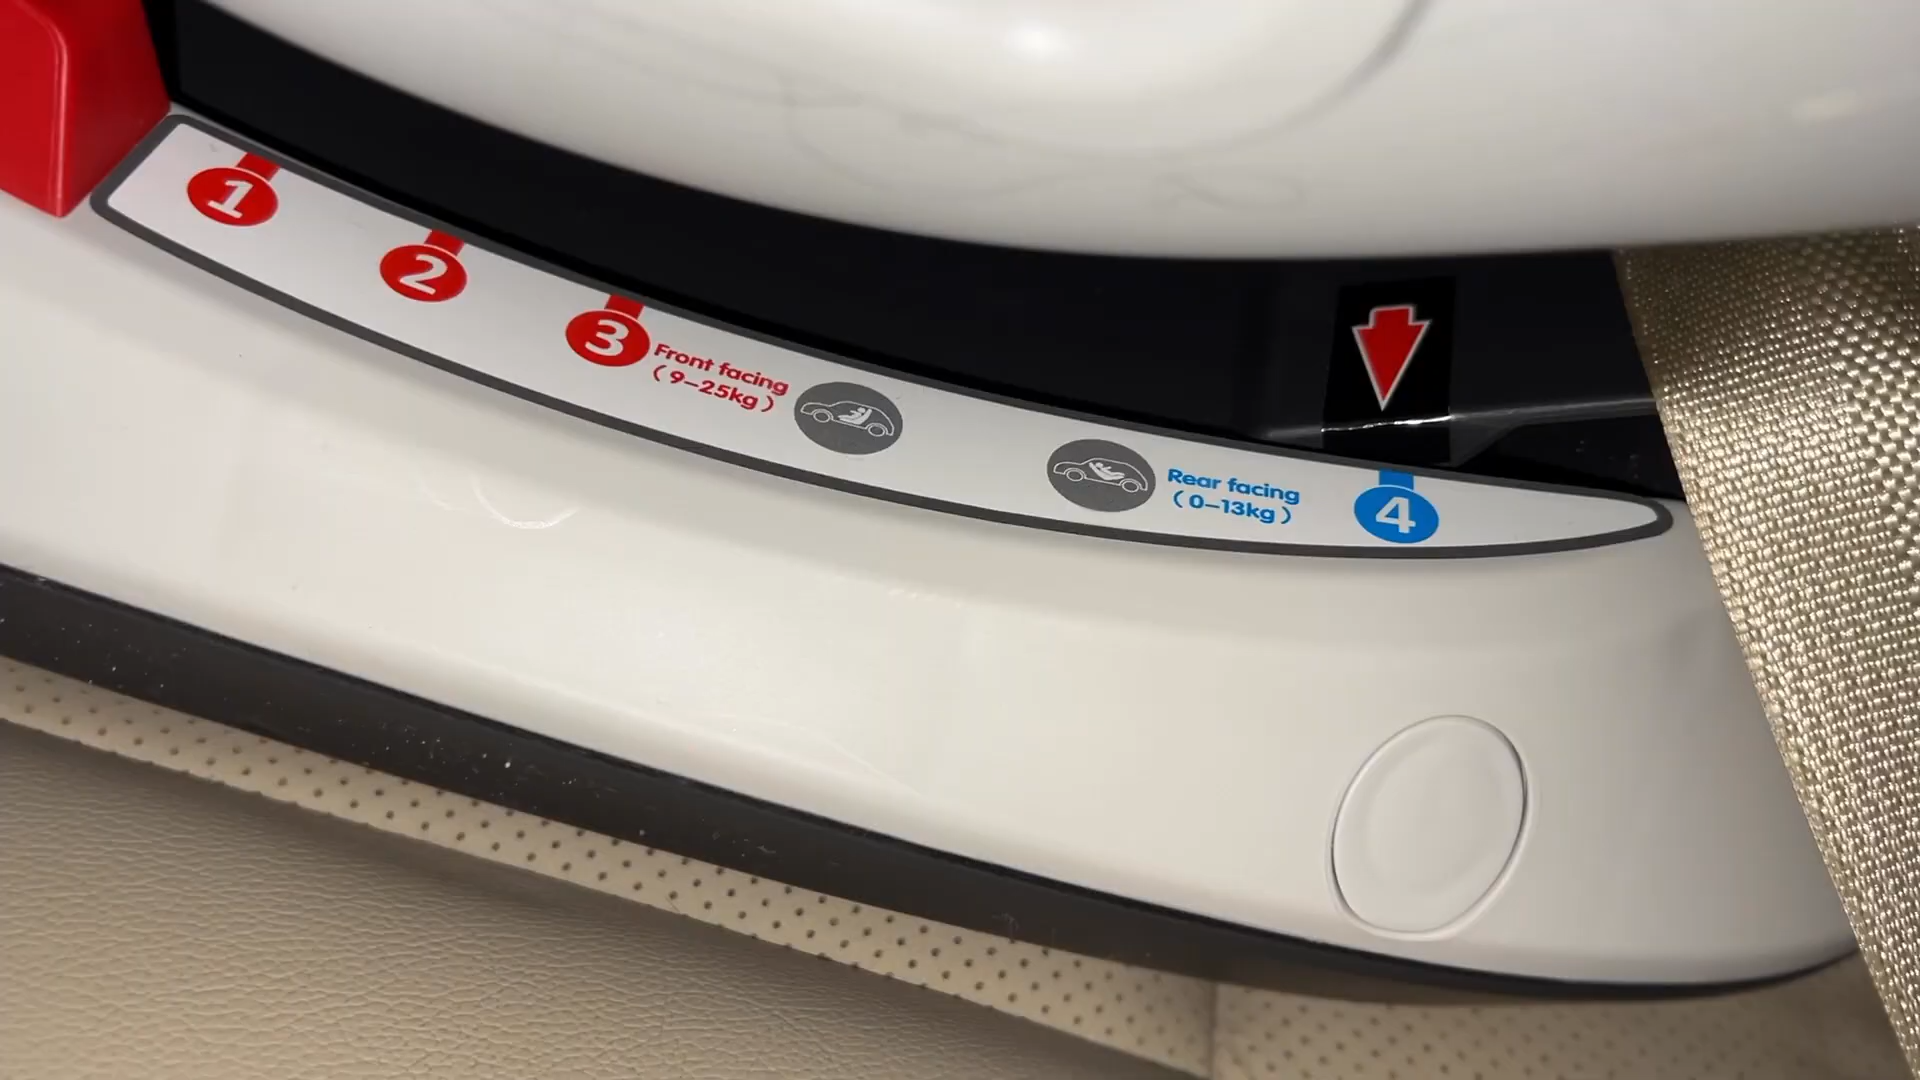 1
2
3
Front facing
(9–25kg)
Rear facing
(0–13kg)
4